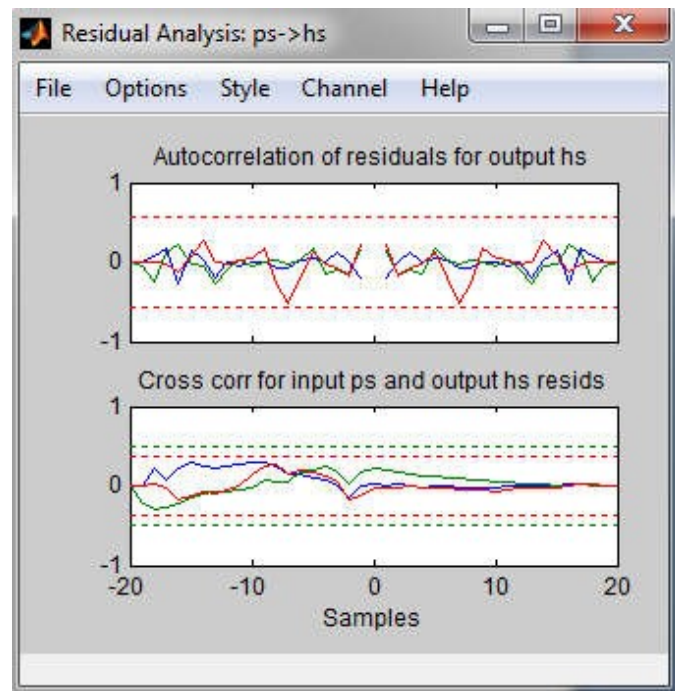 Residual Analysis: ps->hs
File Options Style Channel Help
Autocorrelation of residuals for output hs
1
0
-1
Cross corr for input ps and output hs resids
1
0
-1
-20 -10 0 10 20
Samples